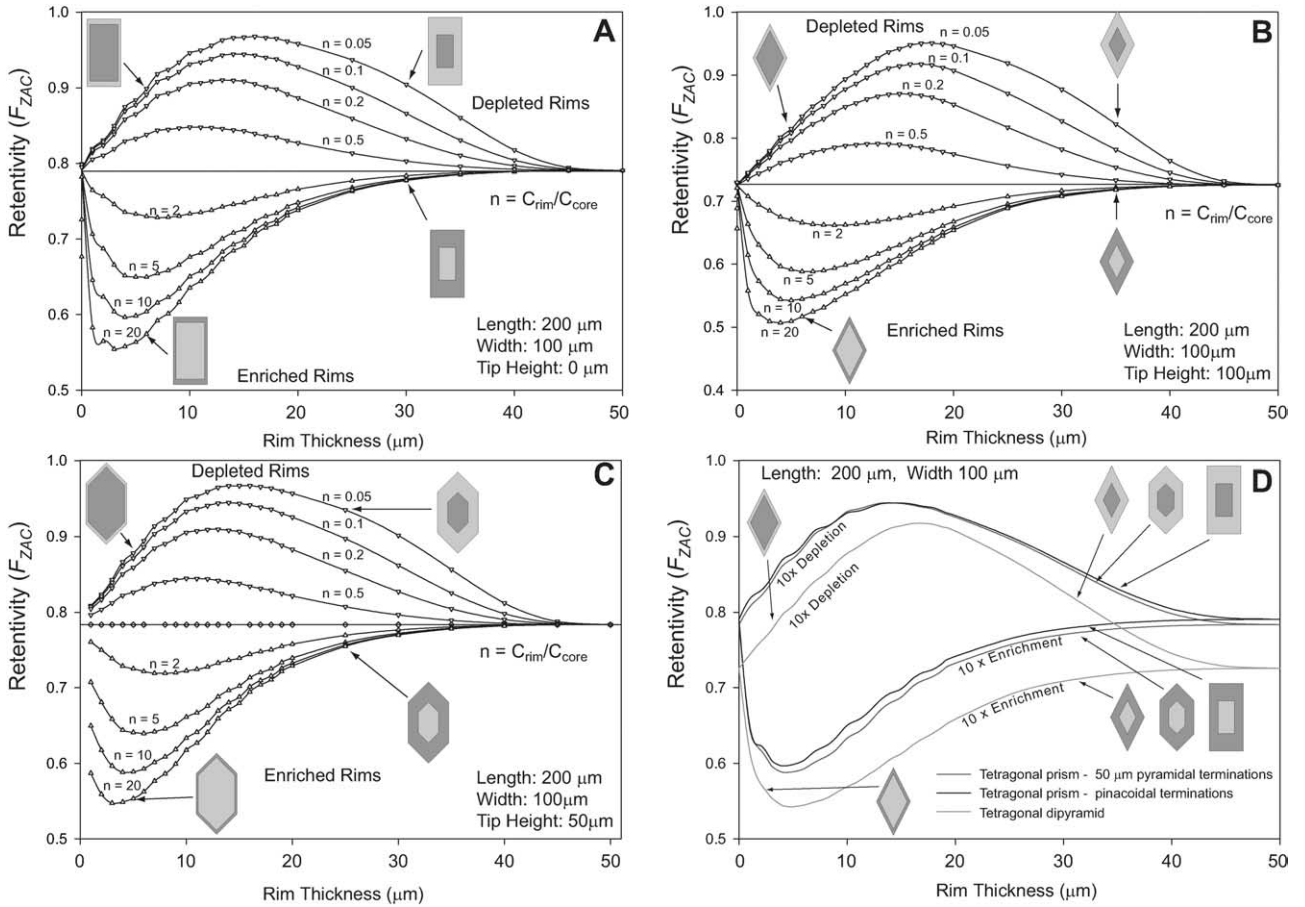 A
1.0
0.9
0.8
0.7
0.6
0.5
Retentivity (F_ZAC)
n = 0.05
n = 0.1
n = 0.2
n = 0.5
Depleted Rims
n = C_rim/C_core
n = 2
n = 5
n = 10
n = 20
Enriched Rims
Length: 200 μm
Width: 100 μm
Tip Height: 0 μm
0 10 20 30 40 50
Rim Thickness (μm)
B
1.0
0.9
0.8
0.7
0.6
0.5
0.4
Retentivity (F_ZAC)
Depleted Rims
n = 0.05
n = 0.1
n = 0.2
n = 0.5
n = C_rim/C_core
n = 2
n = 5
n = 10
n = 20
Enriched Rims
Length: 200 μm
Width: 100μm
Tip Height: 100μm
0 10 20 30 40 50
Rim Thickness (μm)
C
1.0
0.9
0.8
0.7
0.6
0.5
Retentivity (F_ZAC)
Depleted Rims
n = 0.05
n = 0.1
n = 0.2
n = 0.5
n = C_rim/C_core
n = 2
n = 5
n = 10
n = 20
Enriched Rims
Length: 200 μm
Width: 100μm
Tip Height: 50μm
0 10 20 30 40 50
Rim Thickness (μm)
D
1.0
0.9
0.8
0.7
0.6
0.5
Retentivity (F_ZAC)
Length: 200 μm, Width 100 μm
10x Depletion
10x Depletion
10 x Enrichment
10 x Enrichment
Tetragonal prism - 50 μm pyramidal terminations
Tetragonal prism - pinacoidal terminations
Tetragonal dipyramid
0 10 20 30 40 50
Rim Thickness (μm)